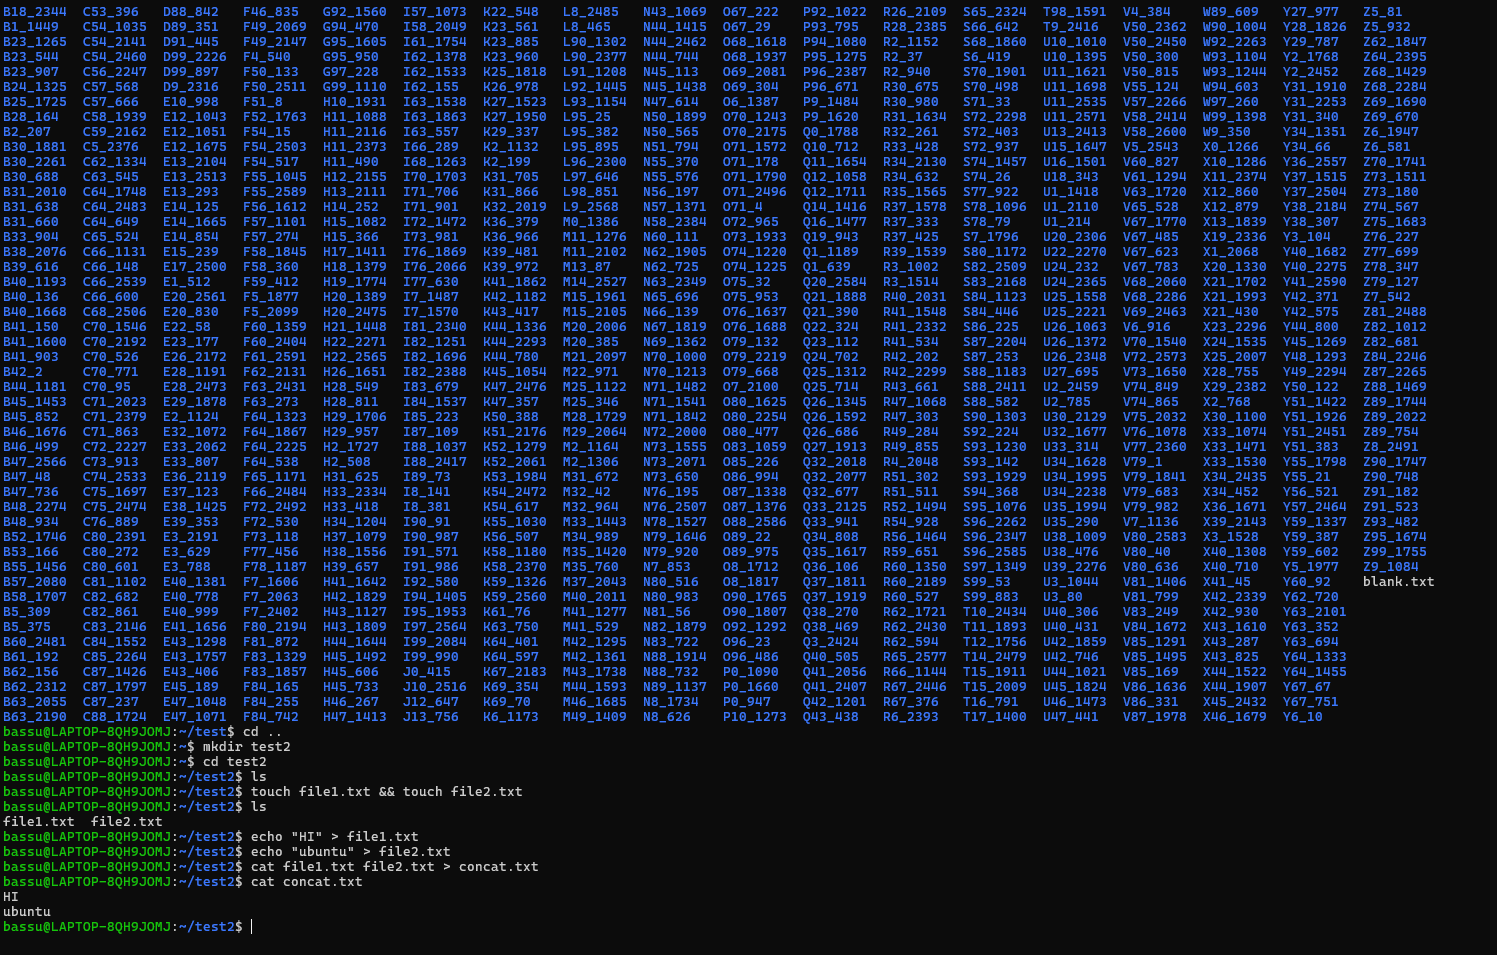 B18_2344  C53_396  D88_842  F46_835  G92_1560  I57_1073  K22_548  L8_2485  N43_1069  O67_222  P92_1022  R26_2109  S65_2324  T98_1591  V4_384  W89_609  Y27_977  Z5_81
B1_1449  C54_1035  D89_351  F49_2069  G94_470  I58_2049  K23_561  L8_465  N44_1415  O67_29  P93_795  R28_2385  S66_642  T9_2416  V50_2362  W90_1004  Y28_1826  Z5_932
B23_1265  C54_2141  D91_445  F49_2147  G95_1605  I61_1754  K23_885  L90_1302  N44_2462  O68_1618  P94_1080  R2_1152  S68_1860  U10_1010  V50_2450  W92_2263  Y29_787  Z62_1847
B23_544  C54_2460  D99_2226  F4_540  G95_950  I62_1378  K23_960  L90_2377  N44_744  O68_1937  P95_1275  R2_37  S6_419  U10_1395  V50_300  W93_1104  Y2_1768  Z64_2395
B23_907  C56_2247  D99_897  F50_133  G97_228  I62_1533  K25_1818  L91_1208  N45_113  O69_2081  P96_2387  R2_940  S70_1901  U11_1621  V50_815  W93_1244  Y2_2452  Z68_1429
B24_1325  C57_568  D9_2316  F50_2511  G99_1110  I62_155  K26_978  L92_1445  N45_1438  O69_304  P96_671  R30_675  S70_498  U11_1698  V55_124  W94_603  Y31_1910  Z68_2284
B25_1725  C57_666  E10_998  F51_8  H10_1931  I63_1538  K27_1523  L93_1154  N47_614  O6_1387  P9_1484  R30_980  S71_33  U11_2535  V57_2266  W97_260  Y31_2253  Z69_1690
B28_164  C58_1939  E12_1043  F52_1763  H11_1088  I63_1863  K27_1950  L95_25  N50_1899  O70_1243  P9_1620  R31_1634  S72_2298  U11_2571  V58_2414  W99_1398  Y31_340  Z69_670
B2_207  C59_2162  E12_1051  F54_15  H11_2116  I63_557  K29_337  L95_382  N50_565  O70_2175  Q0_1788  R32_261  S72_403  U13_2413  V58_2600  W9_350  Y34_1351  Z6_1947
B30_1881  C5_2376  E12_1675  F54_2503  H11_2373  I66_289  K2_1132  L95_895  N51_794  O71_1572  Q10_712  R33_428  S72_937  U15_1647  V5_2543  X0_1266  Y34_66  Z6_581
B30_2261  C62_1334  E13_2104  F54_517  H11_490  I68_1263  K2_199  L96_2300  N55_370  O71_178  Q11_1654  R34_2130  S74_1457  U16_1501  V60_827  X10_1286  Y36_2557  Z70_1741
B30_688  C63_545  E13_2513  F55_1045  H12_2155  I70_1703  K31_705  L97_646  N55_576  O71_1790  Q12_1058  R34_632  S74_26  U18_343  V61_1294  X11_2374  Y37_1515  Z73_1511
B31_2010  C64_1748  E13_293  F55_2589  H13_2111  I71_706  K31_866  L98_851  N56_197  O71_2496  Q12_1711  R35_1565  S77_922  U1_1418  V63_1720  X12_860  Y37_2504  Z73_180
B31_638  C64_2483  E14_125  F56_1612  H14_252  I71_901  K32_2019  L9_2568  N57_1371  O71_4  Q14_1416  R37_1578  S78_1096  U1_2110  V65_528  X12_879  Y38_2184  Z74_567
B31_660  C64_649  E14_1665  F57_1101  H15_1082  I72_1472  K36_379  M0_1386  N58_2384  O72_965  Q16_1477  R37_333  S78_79  U1_214  V67_1770  X13_1839  Y38_307  Z75_1683
B33_904  C65_524  E14_854  F57_274  H15_366  I73_981  K36_966  M11_1276  N60_111  O73_1933  Q19_943  R37_425  S7_1796  U20_2306  V67_485  X19_2336  Y3_104  Z76_227
B38_2076  C66_1131  E15_239  F58_1845  H17_1411  I76_1869  K39_481  M11_2102  N62_1905  O74_1220  Q1_1189  R39_1539  S80_1172  U22_2270  V67_623  X1_2068  Y40_1682  Z77_699
B39_616  C66_148  E17_2500  F58_360  H18_1379  I76_2066  K39_972  M13_87  N62_725  O74_1225  Q1_639  R3_1002  S82_2509  U24_232  V67_783  X20_1330  Y40_2275  Z78_347
B40_1193  C66_2539  E1_512  F59_412  H19_1774  I77_630  K41_1862  M14_2527  N63_2349  O75_32  Q20_2584  R3_1514  S83_2168  U24_2365  V68_2060  X21_1702  Y41_2590  Z79_127
B40_136  C66_600  E20_2561  F5_1877  H20_1389  I7_1487  K42_1182  M15_1961  N65_696  O75_953  Q21_1888  R40_2031  S84_1123  U25_1558  V68_2286  X21_1993  Y42_371  Z7_542
B40_1668  C68_2506  E20_830  F5_2099  H20_2475  I7_1570  K43_417  M15_2105  N66_139  O76_1637  Q21_390  R41_1548  S84_446  U25_2221  V69_2463  X21_430  Y42_575  Z81_2488
B41_150  C70_1546  E22_58  F60_1359  H21_1448  I81_2340  K44_1336  M20_2006  N67_1819  O76_1688  Q22_324  R41_2332  S86_225  U26_1063  V6_916  X23_2296  Y44_800  Z82_1012
B41_1600  C70_2192  E23_177  F60_2404  H22_2271  I82_1251  K44_2293  M20_385  N69_1362  O79_132  Q23_112  R41_534  S87_2204  U26_1372  V70_1540  X24_1535  Y45_1269  Z82_681
B41_903  C70_526  E26_2172  F61_2591  H22_2565  I82_1696  K44_780  M21_2097  N70_1000  O79_2219  Q24_702  R42_202  S87_253  U26_2348  V72_2573  X25_2007  Y48_1293  Z84_2246
B42_2  C70_771  E28_1191  F62_2131  H26_1651  I82_2388  K45_1054  M22_971  N70_1213  O79_668  Q25_1312  R42_2299  S88_1183  U27_695  V73_1650  X28_755  Y49_2294  Z87_2265
B44_1181  C70_95  E28_2473  F63_2431  H28_549  I83_679  K47_2476  M25_1122  N71_1482  O7_2100  Q25_714  R43_661  S88_2411  U2_2459  V74_849  X29_2382  Y50_122  Z88_1469
B45_1453  C71_2023  E29_1878  F63_273  H28_811  I84_1537  K47_357  M25_346  N71_1541  O80_1625  Q26_1345  R47_1068  S88_582  U2_785  V74_865  X2_768  Y51_1422  Z89_1744
B45_852  C71_2379  E2_1124  F64_1323  H29_1706  I85_223  K50_388  M28_1729  N71_1842  O80_2254  Q26_1592  R47_303  S90_1303  U30_2129  V75_2032  X30_1100  Y51_1926  Z89_2022
B46_1676  C71_863  E32_1072  F64_1867  H29_957  I87_109  K51_2176  M29_2064  N72_2000  O80_477  Q26_686  R49_284  S92_224  U32_1677  V76_1078  X33_1074  Y51_2451  Z89_754
B46_499  C72_2227  E33_2062  F64_2225  H2_1727  I88_1037  K52_1279  M2_1164  N73_1555  O83_1059  Q27_1913  R49_855  S93_1230  U33_314  V77_2360  X33_1471  Y51_383  Z8_2491
B47_2566  C73_913  E33_807  F64_538  H2_508  I88_2417  K52_2061  M2_1306  N73_2071  O85_226  Q32_2018  R4_2048  S93_142  U34_1628  V79_1  X33_1530  Y55_1798  Z90_1747
B47_48  C74_2533  E36_2119  F65_1171  H31_625  I89_73  K53_1984  M31_672  N73_650  O86_994  Q32_2077  R51_302  S93_1929  U34_1995  V79_1841  X34_2435  Y55_21  Z90_748
B47_736  C75_1697  E37_123  F66_2484  H33_2334  I8_141  K54_2472  M32_42  N76_195  O87_1338  Q32_677  R51_511  S94_368  U34_2238  V79_683  X34_452  Y56_521  Z91_182
B48_2274  C75_2474  E38_1425  F72_2492  H33_418  I8_381  K54_617  M32_964  N76_2507  O87_1376  Q33_2125  R52_1494  S95_1076  U35_1994  V79_982  X36_1671  Y57_2464  Z91_523
B48_934  C76_889  E39_353  F72_530  H34_1204  I90_91  K55_1030  M33_1443  N78_1527  O88_2586  Q33_941  R54_928  S96_2262  U35_290  V7_1136  X39_2143  Y59_1337  Z93_482
B52_1746  C80_2391  E3_2191  F73_118  H37_1079  I90_987  K56_507  M34_989  N79_1646  O89_22  Q34_808  R56_1464  S96_2347  U38_1009  V80_2583  X3_1528  Y59_387  Z95_1674
B53_166  C80_272  E3_629  F77_456  H38_1556  I91_571  K58_1180  M35_1420  N79_920  O89_975  Q35_1617  R59_651  S96_2585  U38_476  V80_40  X40_1308  Y59_602  Z99_1755
B55_1456  C80_601  E3_788  F78_1187  H39_657  I91_986  K58_2370  M35_760  N7_853  O8_1712  Q36_106  R60_1350  S97_1349  U39_2276  V80_636  X40_710  Y5_1977  Z9_1084
B57_2080  C81_1102  E40_1381  F7_1606  H41_1642  I92_580  K59_1326  M37_2043  N80_516  O8_1817  Q37_1811  R60_2189  S99_53  U3_1044  V81_1406  X41_45  Y60_92  blank.txt
B58_1707  C82_682  E40_778  F7_2063  H42_1829  I94_1405  K59_2560  M40_2011  N80_983  O90_1765  Q37_1919  R60_527  S99_883  U3_80  V81_799  X42_2339  Y62_720
B5_309  C82_861  E40_999  F7_2402  H43_1127  I95_1953  K61_76  M41_1277  N81_56  O90_1807  Q38_270  R62_1721  T10_2434  U40_306  V83_249  X42_930  Y63_2101
B5_375  C83_2146  E41_1656  F80_2194  H43_1809  I97_2564  K63_750  M41_529  N82_1879  O92_1292  Q38_469  R62_2430  T11_1893  U40_431  V84_1672  X43_1610  Y63_352
B60_2481  C84_1552  E43_1298  F81_872  H44_1644  I99_2084  K64_401  M42_1295  N83_722  O96_23  Q3_2424  R62_594  T12_1756  U42_1859  V85_1291  X43_287  Y63_694
B61_192  C85_2264  E43_1757  F83_1329  H45_1492  I99_990  K64_597  M42_1361  N88_1914  O96_486  Q40_505  R65_2577  T14_2479  U42_746  V85_1495  X43_825  Y64_1333
B62_156  C87_1426  E43_406  F83_1857  H45_606  J0_415  K67_2183  M43_1738  N88_732  P0_1090  Q41_2056  R66_1144  T15_1911  U44_1021  V85_169  X44_1522  Y64_1455
B62_2312  C87_1797  E45_189  F84_165  H45_733  J10_2516  K69_354  M44_1593  N89_1137  P0_1660  Q41_2407  R67_2446  T15_2009  U45_1824  V86_1636  X44_1907  Y67_67
B63_2055  C87_237  E47_1048  F84_255  H46_267  J12_647  K69_70  M46_1685  N8_1734  P0_947  Q42_1201  R67_376  T16_791  U46_1473  V86_331  X45_2432  Y67_751
B63_2190  C88_1724  E47_1071  F84_742  H47_1413  J13_756  K6_1173  M49_1409  N8_626  P10_1273  Q43_438  R6_2393  T17_1400  U47_441  V87_1978  X46_1679  Y6_10
bassu@LAPTOP-8QH9JOMJ:~/test$ cd ..
bassu@LAPTOP-8QH9JOMJ:~$ mkdir test2
bassu@LAPTOP-8QH9JOMJ:~$ cd test2
bassu@LAPTOP-8QH9JOMJ:~/test2$ ls
bassu@LAPTOP-8QH9JOMJ:~/test2$ touch file1.txt && touch file2.txt
bassu@LAPTOP-8QH9JOMJ:~/test2$ ls
file1.txt  file2.txt
bassu@LAPTOP-8QH9JOMJ:~/test2$ echo "HI" > file1.txt
bassu@LAPTOP-8QH9JOMJ:~/test2$ echo "ubuntu" > file2.txt
bassu@LAPTOP-8QH9JOMJ:~/test2$ cat file1.txt file2.txt > concat.txt
bassu@LAPTOP-8QH9JOMJ:~/test2$ cat concat.txt
HI
ubuntu
bassu@LAPTOP-8QH9JOMJ:~/test2$